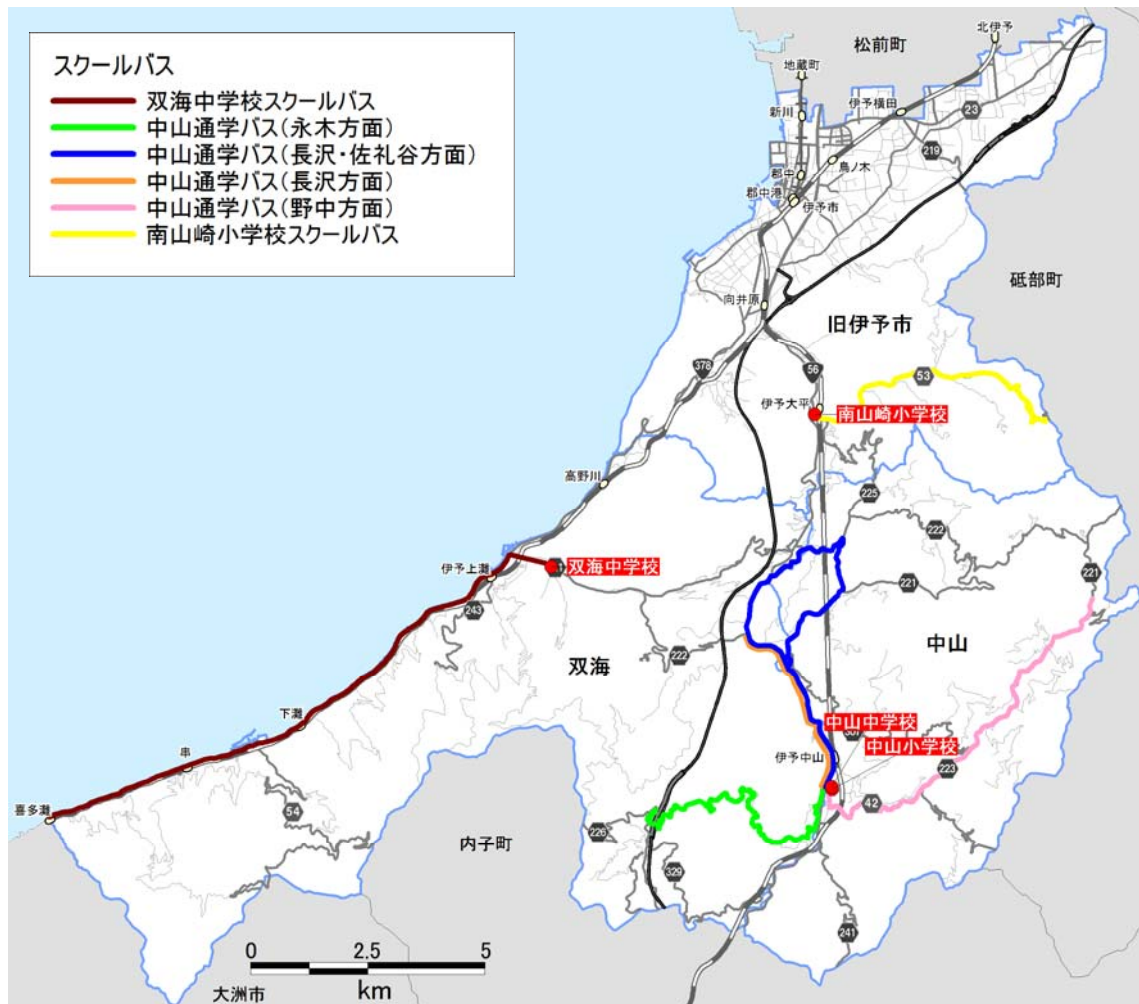 スクールバス
双海中学校スクールバス
中山通学バス(永木方面)
中山通学バス(長沢・佐礼谷方面)
中山通学バス(長沢方面)
中山通学バス(野中方面)
南山崎小学校スクールバス
北伊予
松前町
地蔵町
新川
伊予横田
23
219
鳥ノ木
郡中
郡中港
伊予市
砥部町
向井原
旧伊予市
378
56
53
伊予大平
南山崎小学校
高野川
225
222
双海中学校
伊予上灘
221
221
243
中山
222
双海
下灘
中山中学校
中山小学校
串
伊予中山
223
喜多灘
42
54
226
内子町
329
241
0 2.5 5
km
大洲市